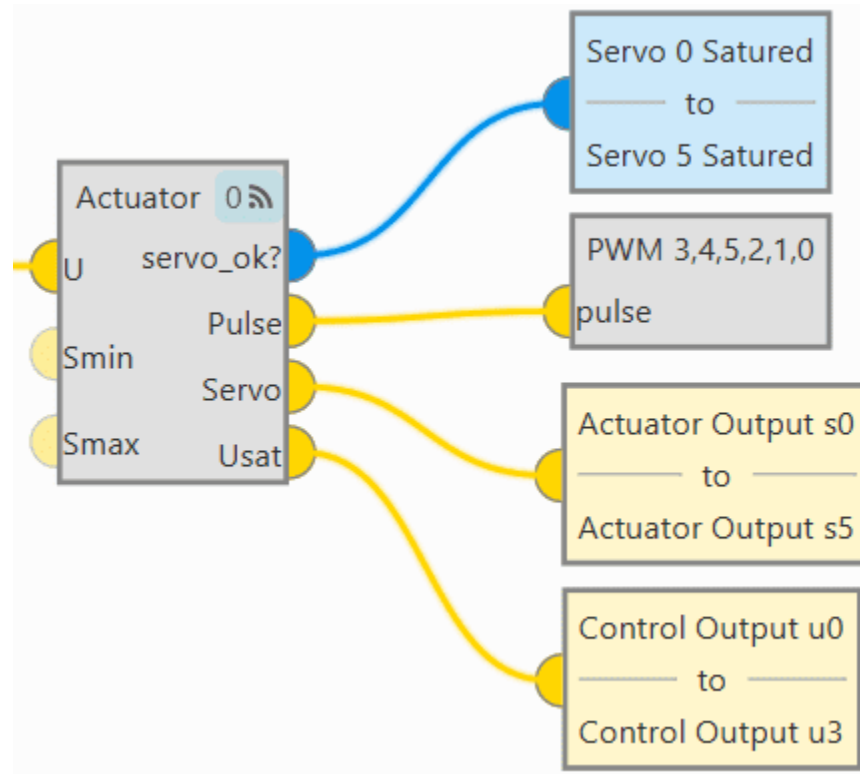 Actuator 0
U
servo_ok?
Pulse
Smin
Servo
Smax
Usat
Servo 0 Satured
to
Servo 5 Satured
PWM 3,4,5,2,1,0
pulse
Actuator Output s0
to
Actuator Output s5
Control Output u0
to
Control Output u3